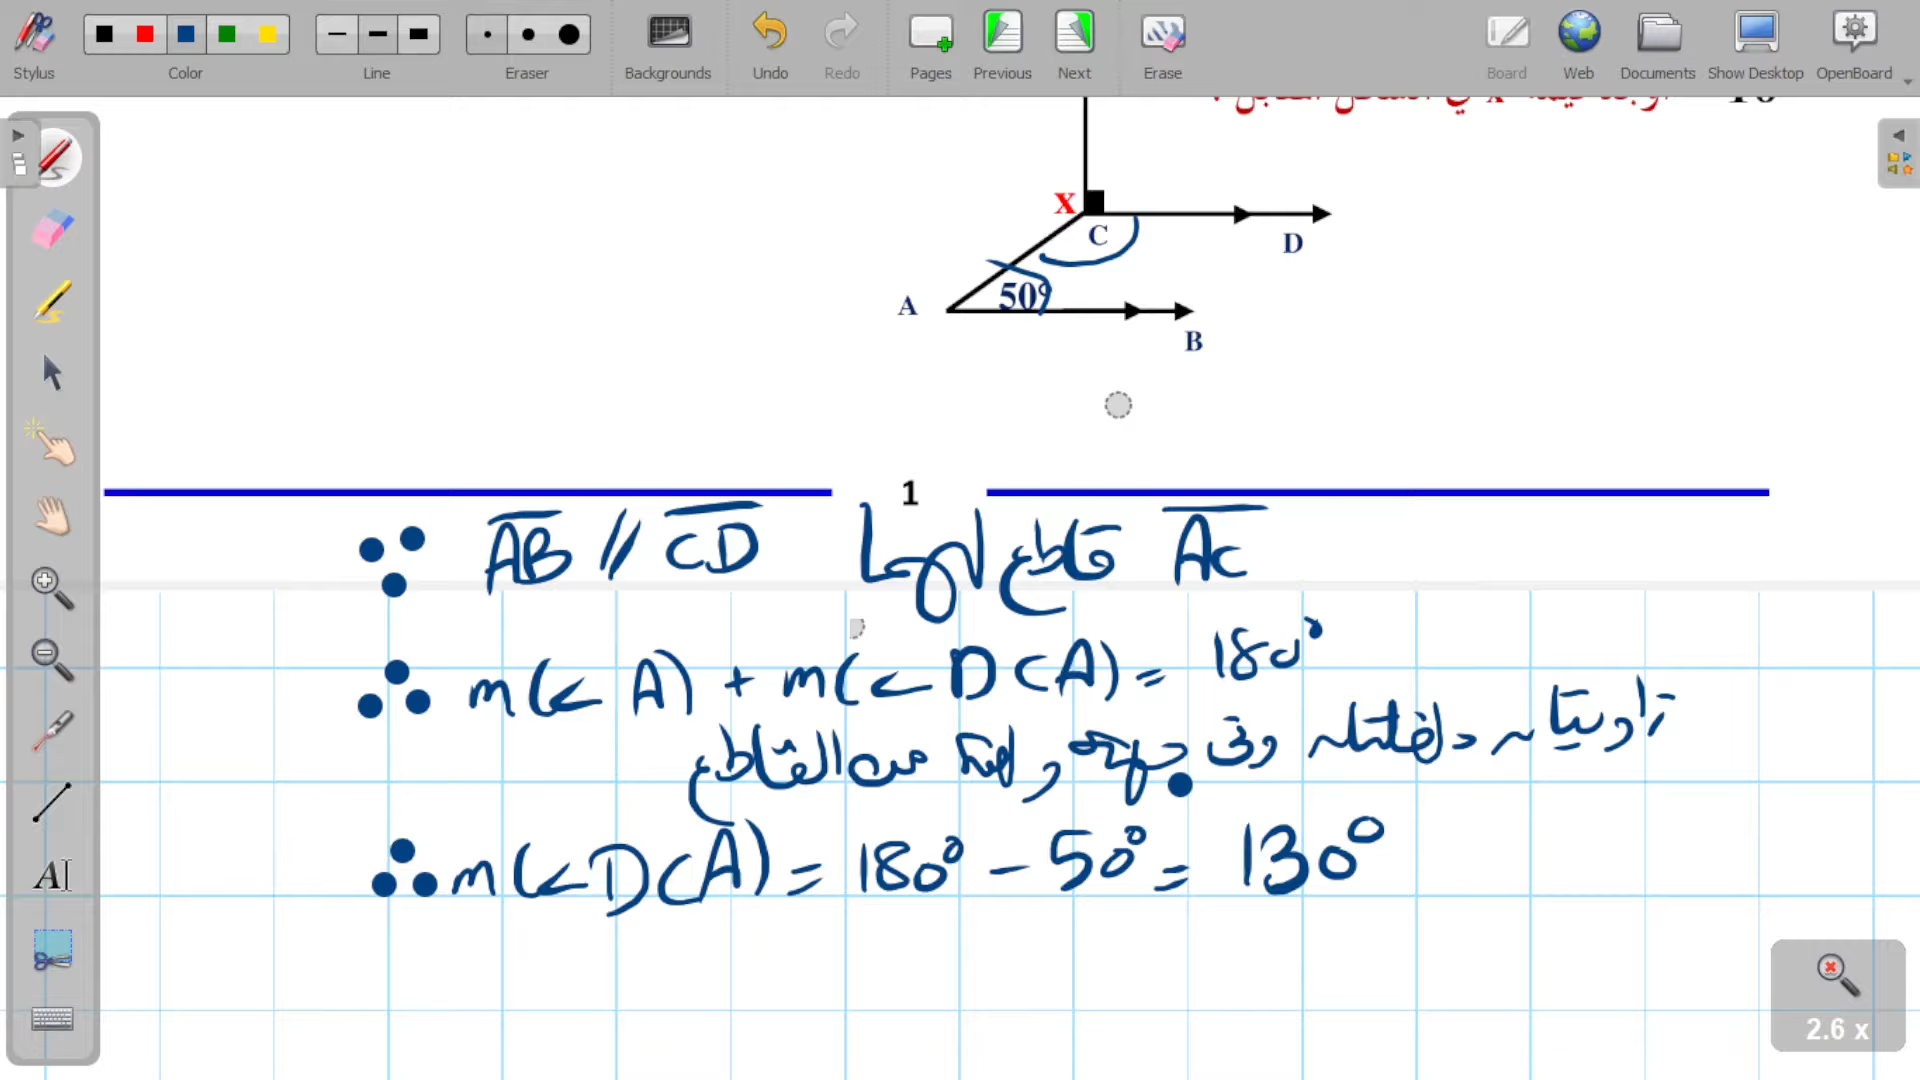 Stylus
Color
Line
Eraser
Backgrounds
Undo
Redo
Pages
Previous
Next
Erase
Board
Web
Documents
Show Desktop
OpenBoard
X
C
D
50°
A
B
1
∵ AB // CD قاطع لهما AC
∴ m(∠A) + m(∠DCA) = 180°
زاويتان داخليتان وفي جهة واحدة من القاطع
∴ m(∠DCA) = 180° - 50° = 130°
2.6 x